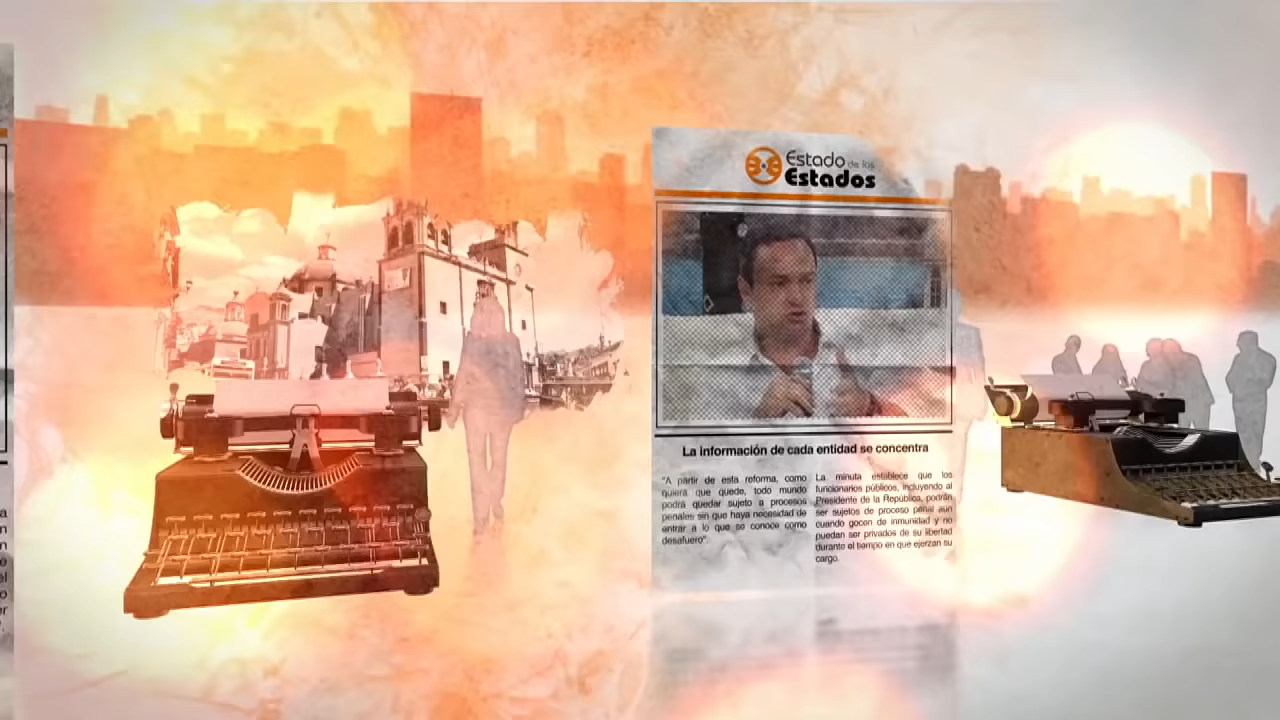 Estado de los
Estados
La información de cada entidad se concentra
"A partir de esta reforma, como
quiera que quede, todo mundo
podrá quedar sujeto a procesos
penales sin que haya necesidad de
entrar a lo que se conoce como
desafuero".
La minuta establece que los
funcionarios públicos, incluyendo al
Presidente de la República, podrán
ser sujetos de proceso penal aun
cuando gocen de inmunidad y no
puedan ser privados de su libertad
durante el tiempo en que ejerzan su
cargo.